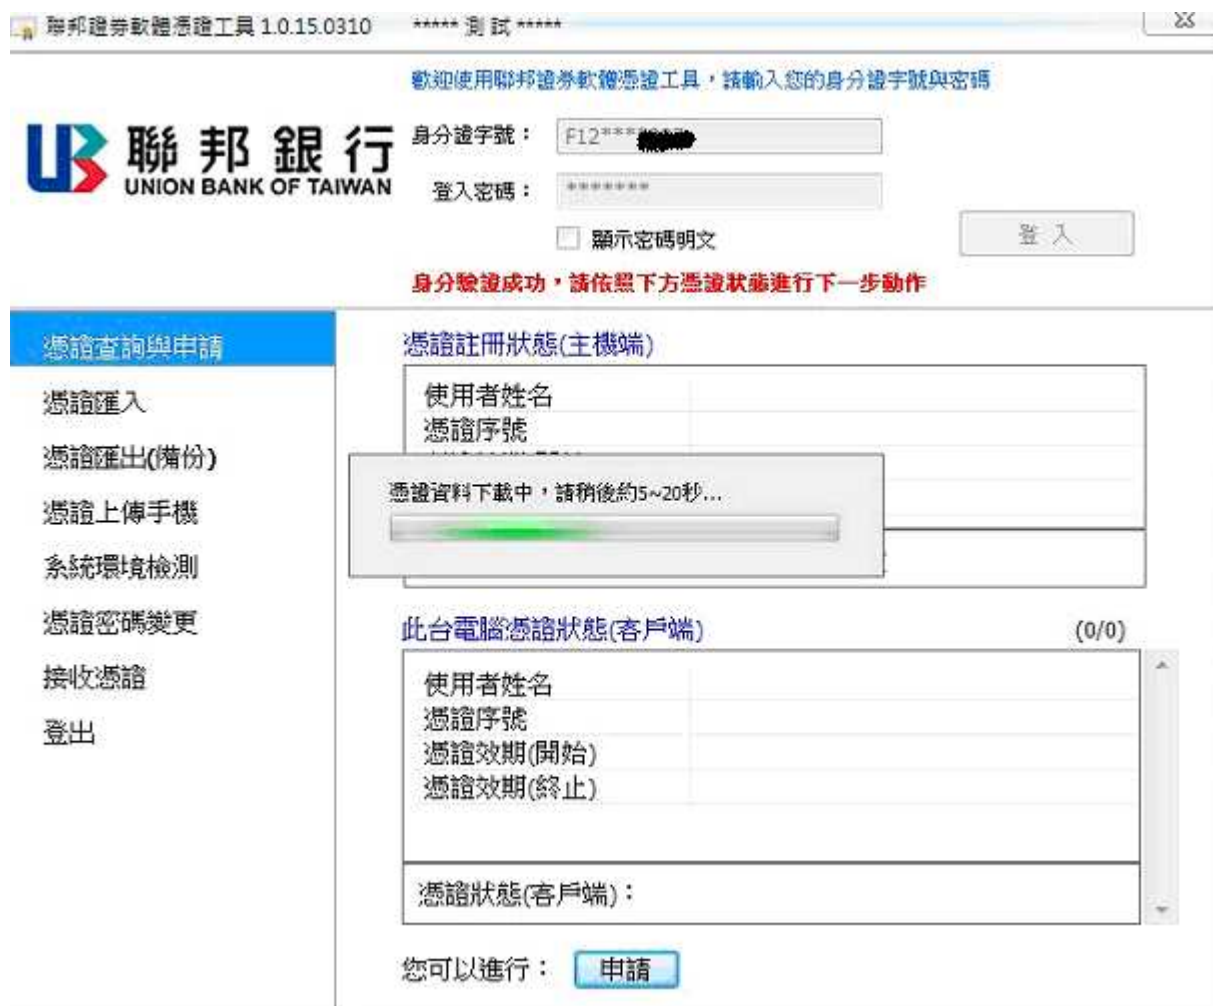 聯邦證券軟體憑證工具 1.0.15.0310 ***** 測 試 *****
歡迎使用聯邦證券軟體憑證工具，請輸入您的身分證字號與密碼
聯邦銀行
UNION BANK OF TAIWAN
身分證字號： F12***
登入密碼： *******
顯示密碼明文
登 入
身分驗證成功，請依照下方憑證狀態進行下一步動作
憑證查詢與申請
憑證匯入
憑證匯出(備份)
憑證上傳手機
系統環境檢測
憑證密碼變更
接收憑證
登出
憑證註冊狀態(主機端)
使用者姓名
憑證序號
憑證資料下載中，請稍後約5~20秒...
此台電腦憑證狀態(客戶端) (0/0)
使用者姓名
憑證序號
憑證效期(開始)
憑證效期(終止)
憑證狀態(客戶端)：
您可以進行： 申請